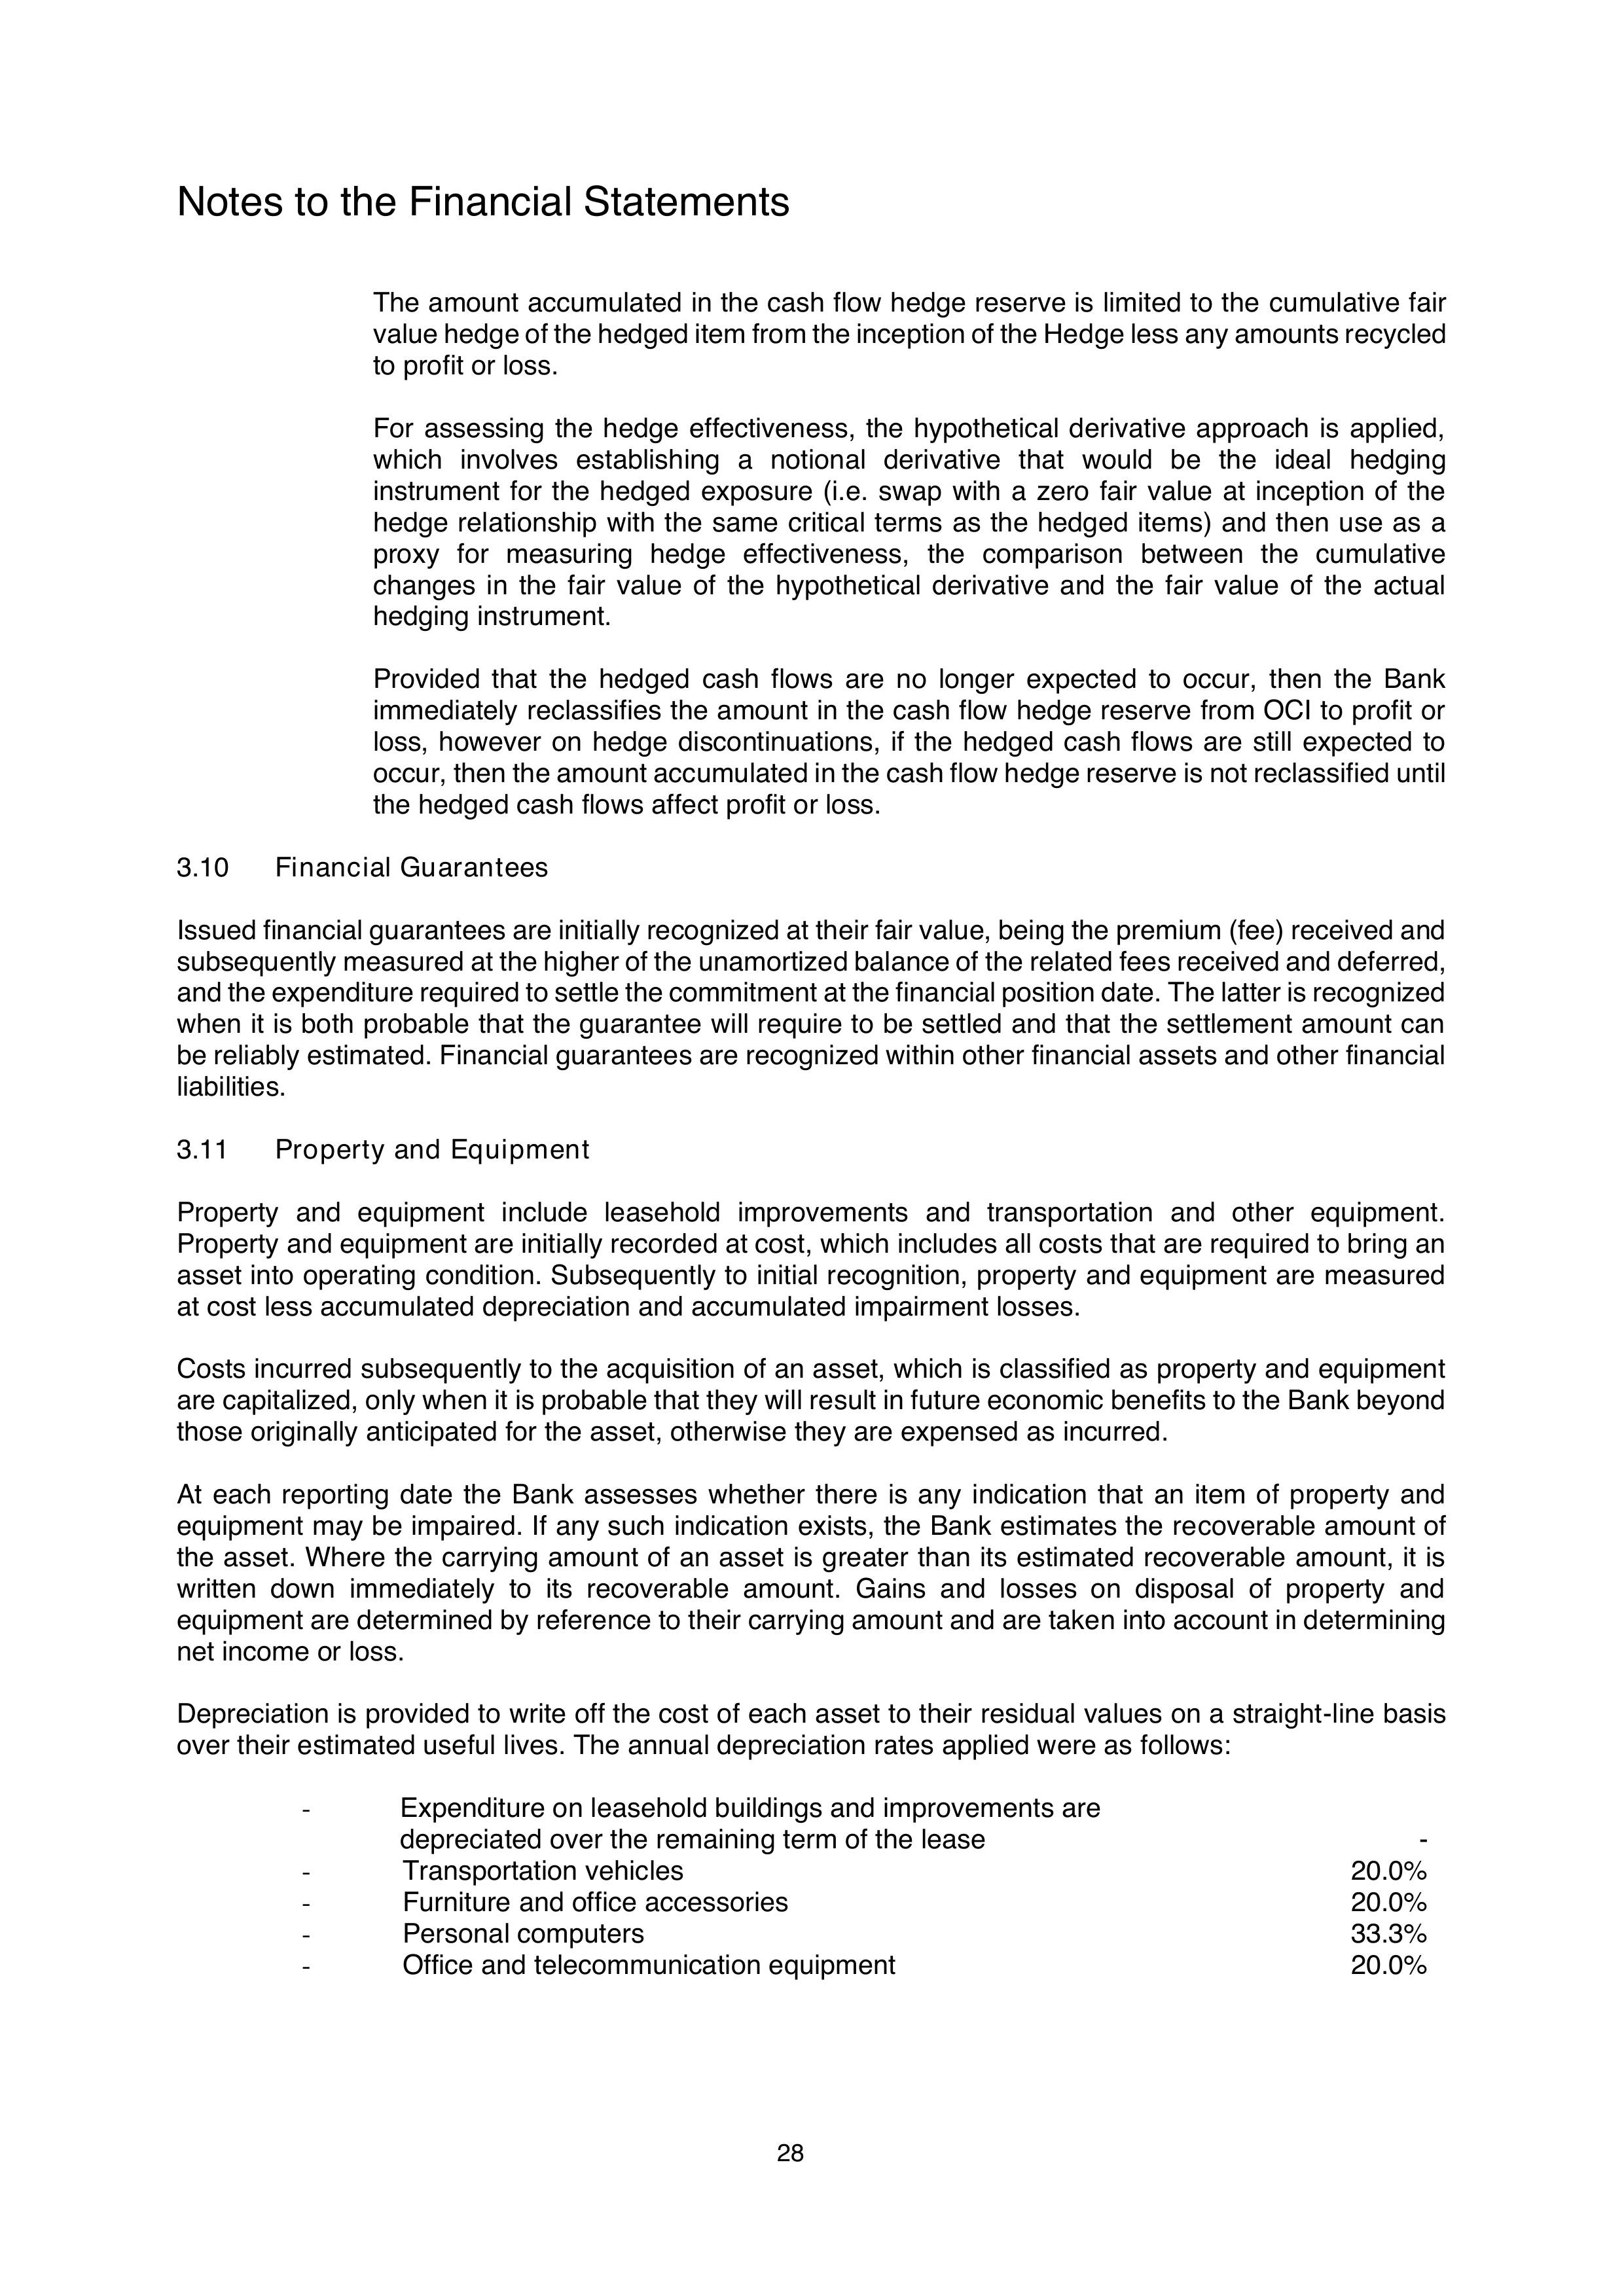 Notes to the Financial Statements
The amount accumulated in the cash flow hedge reserve is limited to the cumulative fair
value hedge of the hedged item from the inception of the Hedge less any amounts recycled
to profit or loss.
For assessing the hedge effectiveness, the hypothetical derivative approach is applied,
which involves establishing a notional derivative that would be the ideal hedging
instrument for the hedged exposure (i.e. swap with a zero fair value at inception of the
hedge relationship with the same critical terms as the hedged items) and then use as a
proxy for measuring hedge effectiveness, the comparison between the cumulative
changes in the fair value of the hypothetical derivative and the fair value of the actual
hedging instrument.
Provided that the hedged cash flows are no longer expected to occur, then the Bank
immediately reclassifies the amount in the cash flow hedge reserve from OCI to profit or
loss, however on hedge discontinuations, if the hedged cash flows are still expected to
occur, then the amount accumulated in the cash flow hedge reserve is not reclassified until
the hedged cash flows affect profit or loss.
3.10 Financial Guarantees
Issued financial guarantees are initially recognized at their fair value, being the premium (fee) received and
subsequently measured at the higher of the unamortized balance of the related fees received and deferred,
and the expenditure required to settle the commitment at the financial position date. The latter is recognized
when it is both probable that the guarantee will require to be settled and that the settlement amount can
be reliably estimated. Financial guarantees are recognized within other financial assets and other financial
liabilities.
3.11 Property and Equipment
Property and equipment include leasehold improvements and transportation and other equipment.
Property and equipment are initially recorded at cost, which includes all costs that are required to bring an
asset into operating condition. Subsequently to initial recognition, property and equipment are measured
at cost less accumulated depreciation and accumulated impairment losses.
Costs incurred subsequently to the acquisition of an asset, which is classified as property and equipment
are capitalized, only when it is probable that they will result in future economic benefits to the Bank beyond
those originally anticipated for the asset, otherwise they are expensed as incurred.
At each reporting date the Bank assesses whether there is any indication that an item of property and
equipment may be impaired. If any such indication exists, the Bank estimates the recoverable amount of
the asset. Where the carrying amount of an asset is greater than its estimated recoverable amount, it is
written down immediately to its recoverable amount. Gains and losses on disposal of property and
equipment are determined by reference to their carrying amount and are taken into account in determining
net income or loss.
Depreciation is provided to write off the cost of each asset to their residual values on a straight-line basis
over their estimated useful lives. The annual depreciation rates applied were as follows:
- Expenditure on leasehold buildings and improvements are
depreciated over the remaining term of the lease -
- Transportation vehicles 20.0%
- Furniture and office accessories 20.0%
- Personal computers 33.3%
- Office and telecommunication equipment 20.0%
28